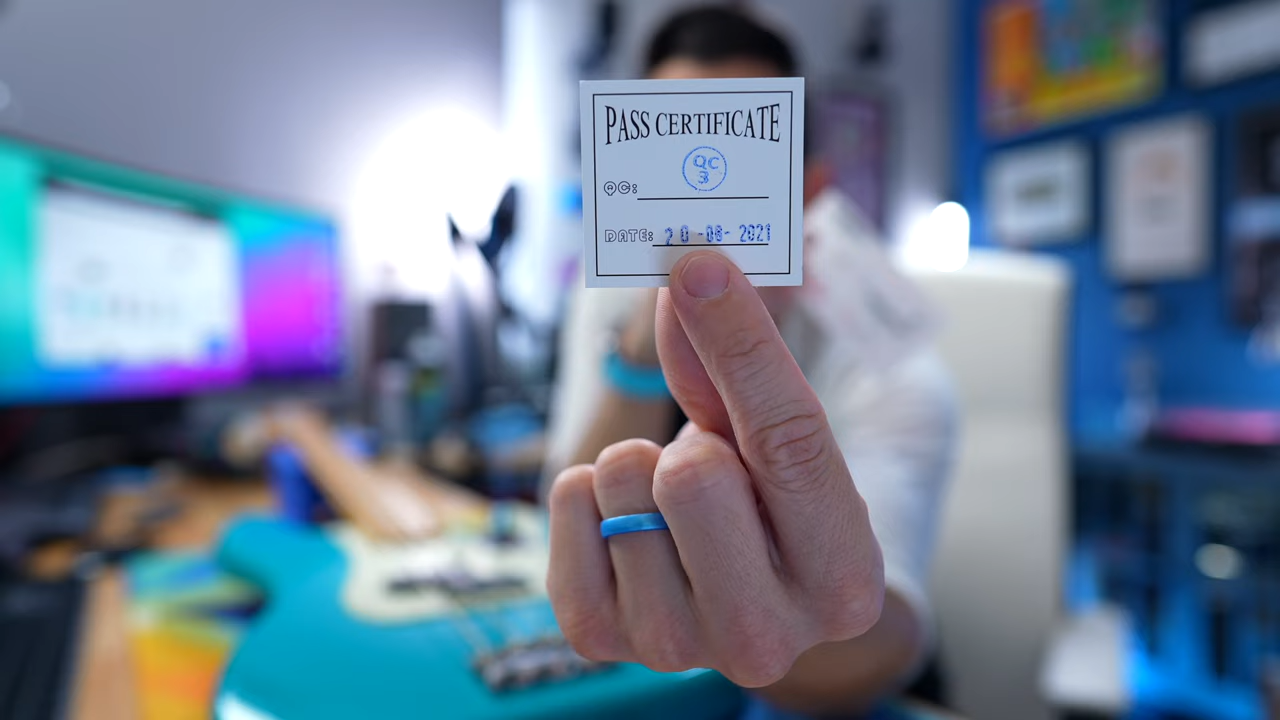 PASS CERTIFICATE
QC
3
QC:
DATE: 20-08-2021